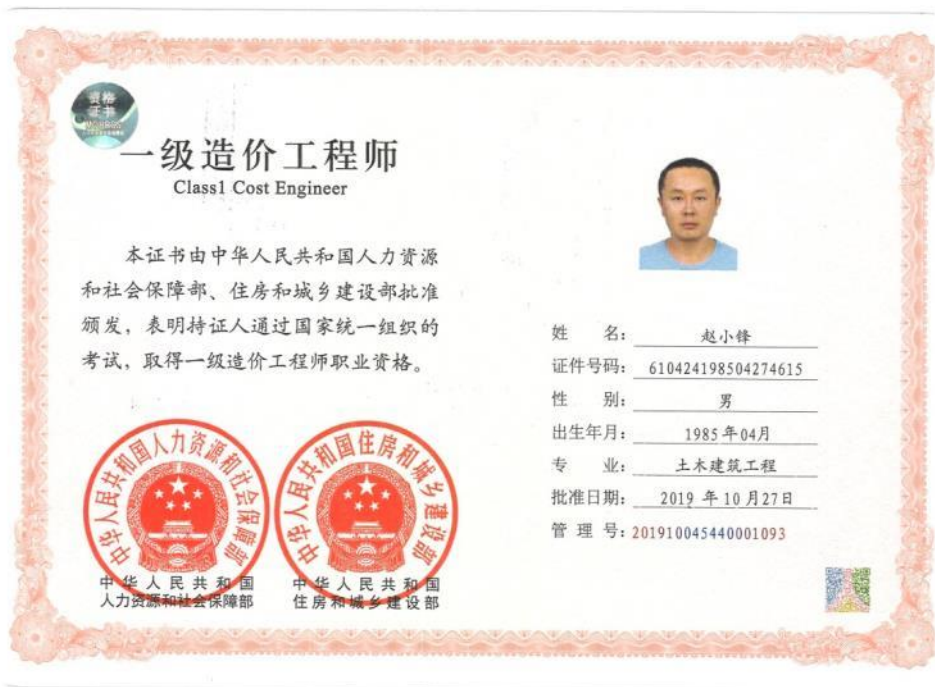 资格
证书
一级造价工程师
Class1 Cost Engineer
本证书由中华人民共和国人力资源
和社会保障部、住房和城乡建设部批准
颁发，表明持证人通过国家统一组织的
考试，取得一级造价工程师职业资格。
中华人民共和国人力资源和社会保障部
中华人民共和国住房和城乡建设部
中华人民共和国
人力资源和社会保障部
中华人民共和国
住房和城乡建设部
姓 名： 赵小锋
证件号码： 610424198504274615
性 别： 男
出生年月： 1985年04月
专 业： 土木建筑工程
批准日期： 2019 年 10 月27日
管 理 号： 201910045440001093